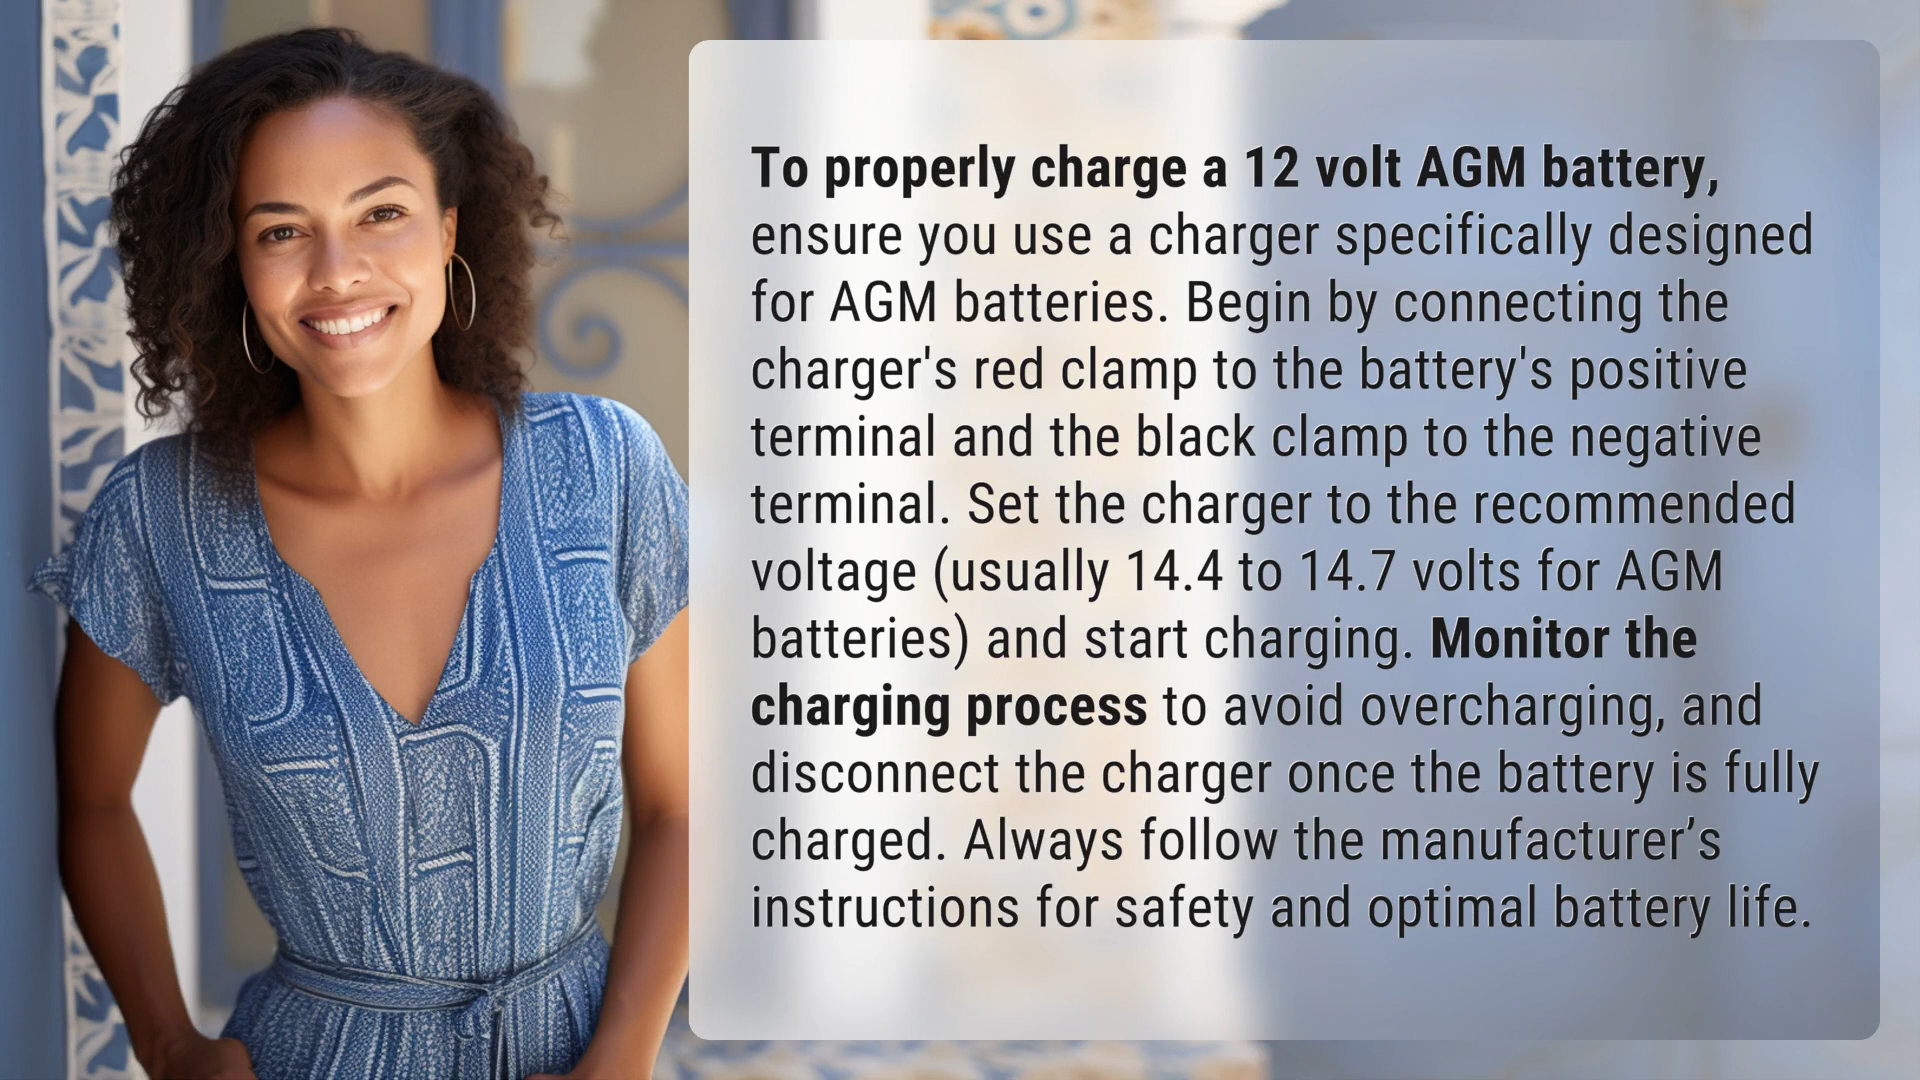 To properly charge a 12 volt AGM battery,
ensure you use a charger specifically designed
for AGM batteries. Begin by connecting the
charger's red clamp to the battery's positive
terminal and the black clamp to the negative
terminal. Set the charger to the recommended
voltage (usually 14.4 to 14.7 volts for AGM
batteries) and start charging. Monitor the
charging process to avoid overcharging, and
disconnect the charger once the battery is fully
charged. Always follow the manufacturer’s
instructions for safety and optimal battery life.